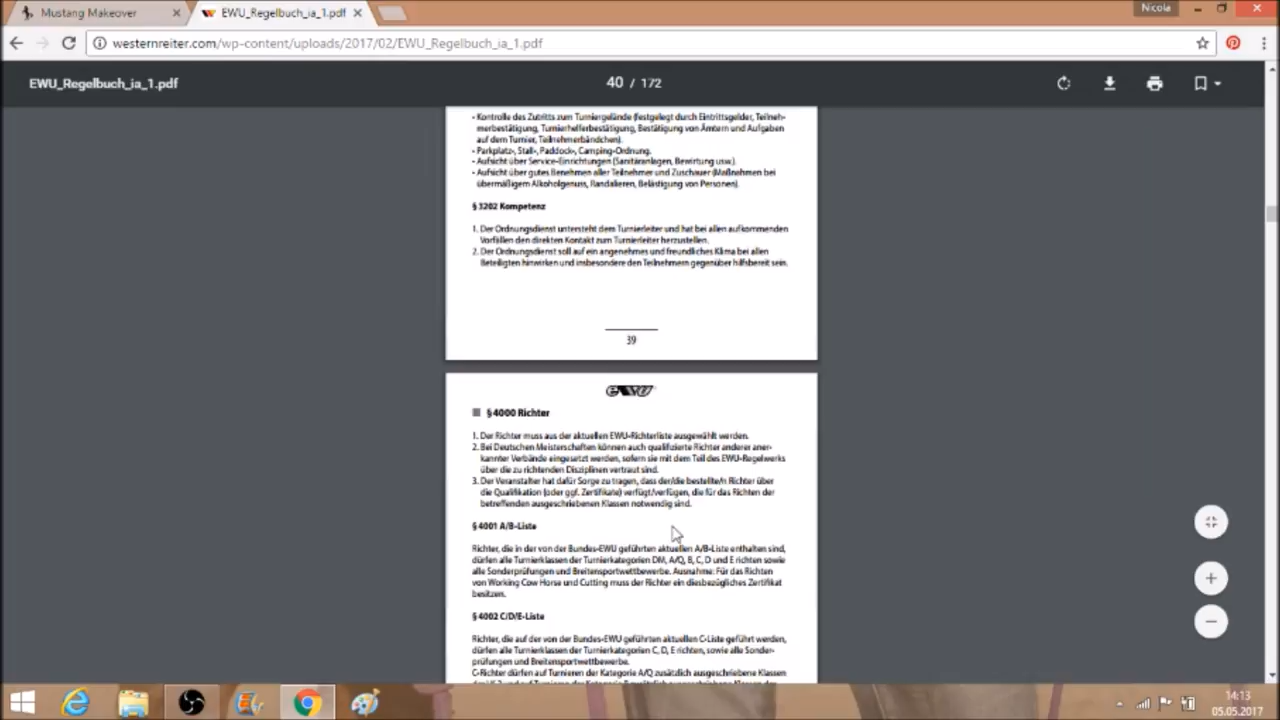 Mustang Makeover
EWU_Regelbuch_ia_1.pdf
Nicola
westernreiter.com/wp-content/uploads/2017/02/EWU_Regelbuch_ia_1.pdf
EWU_Regelbuch_ia_1.pdf
40 / 172
• Kontrolle des Zutritts zum Turniergelände (festgelegt durch Eintrittsgelder, Teilneh-
merbestätigung, Turnierhelferbestätigung, Bestätigung von Ämtern und Aufgaben
auf dem Turnier, Teilnehmerbändchen).
• Parkplatz-, Stall-, Paddock-, Camping-Ordnung.
• Aufsicht über Service-Einrichtungen (Sanitäranlagen, Bewirtung usw.).
• Aufsicht über gutes Benehmen aller Teilnehmer und Zuschauer (Maßnahmen bei
übermäßigem Alkoholgenuss, Randalieren, Belästigung von Personen).
§ 3202 Kompetenz
1. Der Ordnungsdienst untersteht dem Turnierleiter und hat bei allen aufkommenden
Vorfällen den direkten Kontakt zum Turnierleiter herzustellen.
2. Der Ordnungsdienst soll auf ein angenehmes und freundliches Klima bei allen
Beteiligten hinwirken und insbesondere den Teilnehmern gegenüber hilfsbereit sein.
39
ewu
§ 4000 Richter
1. Der Richter muss aus der aktuellen EWU-Richterliste ausgewählt werden.
2. Bei Deutschen Meisterschaften können auch qualifizierte Richter anderer aner-
kannter Verbände eingesetzt werden, sofern sie mit dem Teil des EWU-Regelwerks
über die zu richtenden Disziplinen vertraut sind.
3. Der Veranstalter hat dafür Sorge zu tragen, dass der/die bestellte/n Richter über
die Qualifikation (oder ggf. Zertifikate) verfügt/verfügen, die für das Richten der
betreffenden ausgeschriebenen Klassen notwendig sind.
§ 4001 A/B-Liste
Richter, die in der von der Bundes-EWU geführten aktuellen A/B-Liste enthalten sind,
dürfen alle Turnierklassen der Turnierkategorien DM, A/Q, B, C, D und E richten sowie
alle Sonderprüfungen und Breitensportwettbewerbe. Ausnahme: Für das Richten
von Working Cow Horse und Cutting muss der Richter ein diesbezügliches Zertifikat
besitzen.
§ 4002 C/D/E-Liste
Richter, die auf der von der Bundes-EWU geführten aktuellen C-Liste geführt werden,
dürfen alle Turnierklassen der Turnierkategorien C, D, E richten, sowie alle Sonder-
prüfungen und Breitensportwettbewerbe.
C-Richter dürfen auf Turnieren der Kategorie A/Q zusätzlich ausgeschriebene Klassen
14:13
05.05.2017